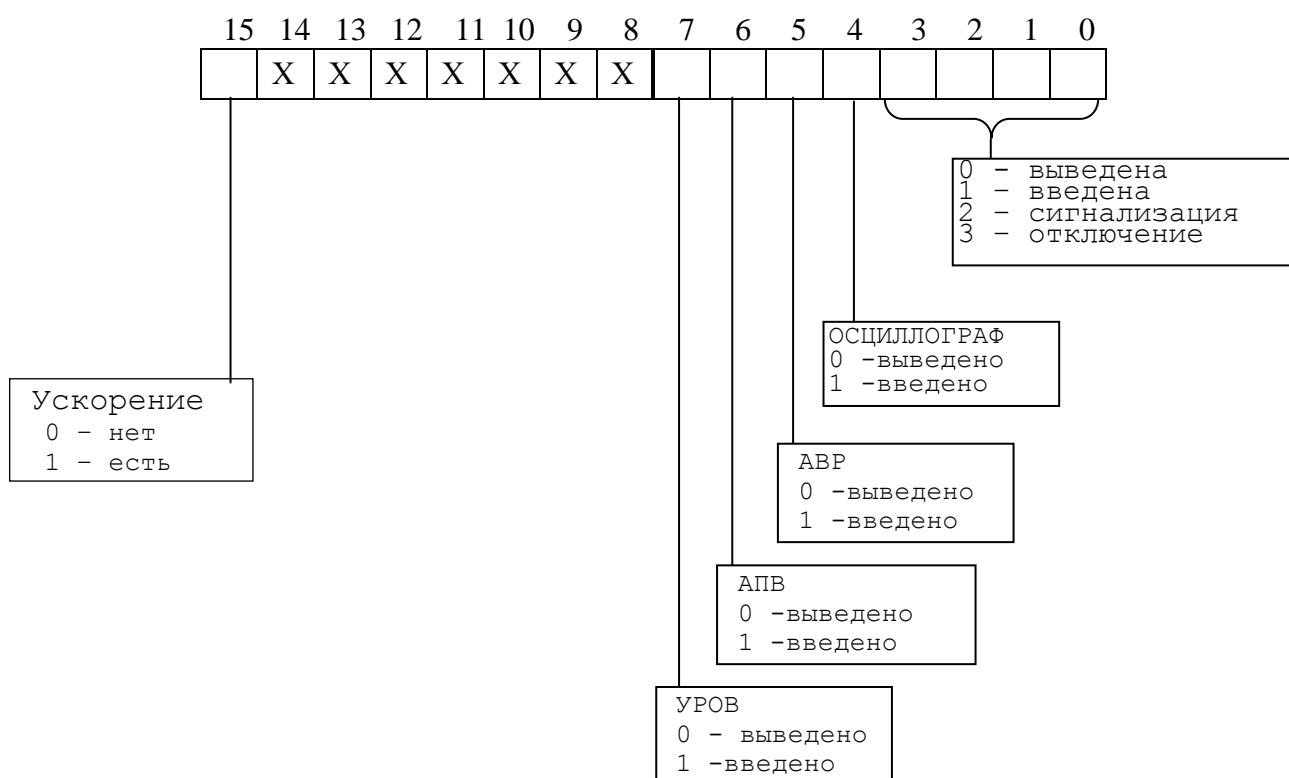 15 14 13 12 11 10 9 8 7 6 5 4 3 2 1 0
X X X X X X X
0 - выведена
1 - введена
2 - сигнализация
3 - отключение
ОСЦИЛЛОГРАФ
0 -выведено
1 -введено
Ускорение
0 - нет
1 - есть
АВР
0 -выведено
1 -введено
АПВ
0 -выведено
1 -введено
УРОВ
0 - выведено
1 -введено